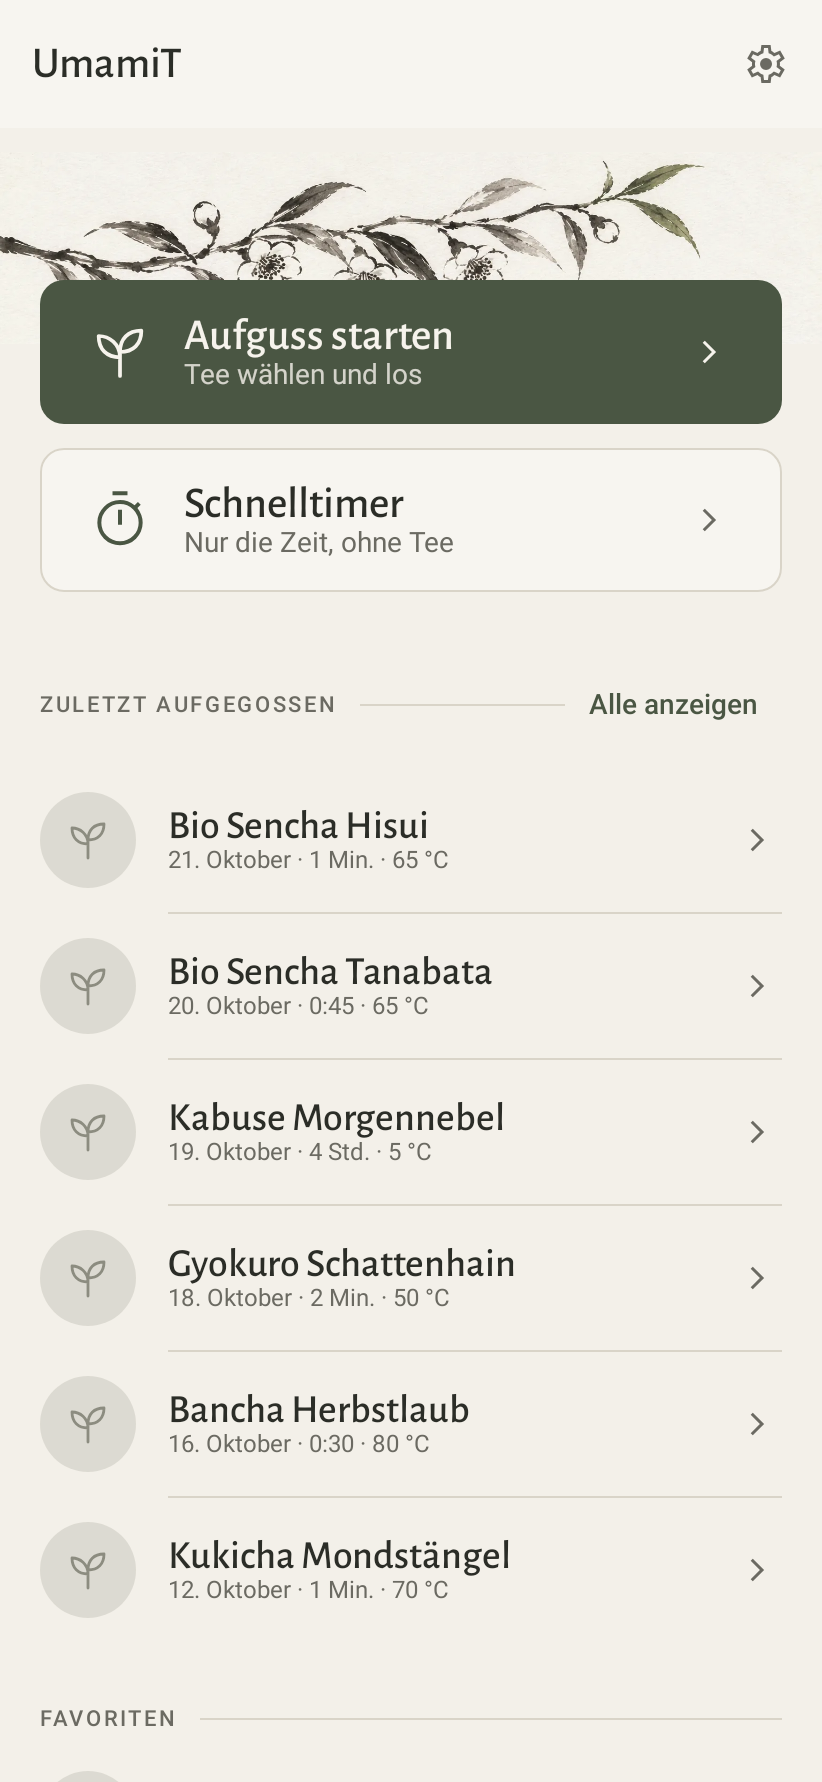 UmamiT
Aufguss starten
Tee wählen und los
Schnelltimer
Nur die Zeit, ohne Tee
ZULETZT AUFGEGOSSEN
Alle anzeigen
Bio Sencha Hisui
21. Oktober · 1 Min. · 65 °C
Bio Sencha Tanabata
20. Oktober · 0:45 · 65 °C
Kabuse Morgennebel
19. Oktober · 4 Std. · 5 °C
Gyokuro Schattenhain
18. Oktober · 2 Min. · 50 °C
Bancha Herbstlaub
16. Oktober · 0:30 · 80 °C
Kukicha Mondstängel
12. Oktober · 1 Min. · 70 °C
FAVORITEN